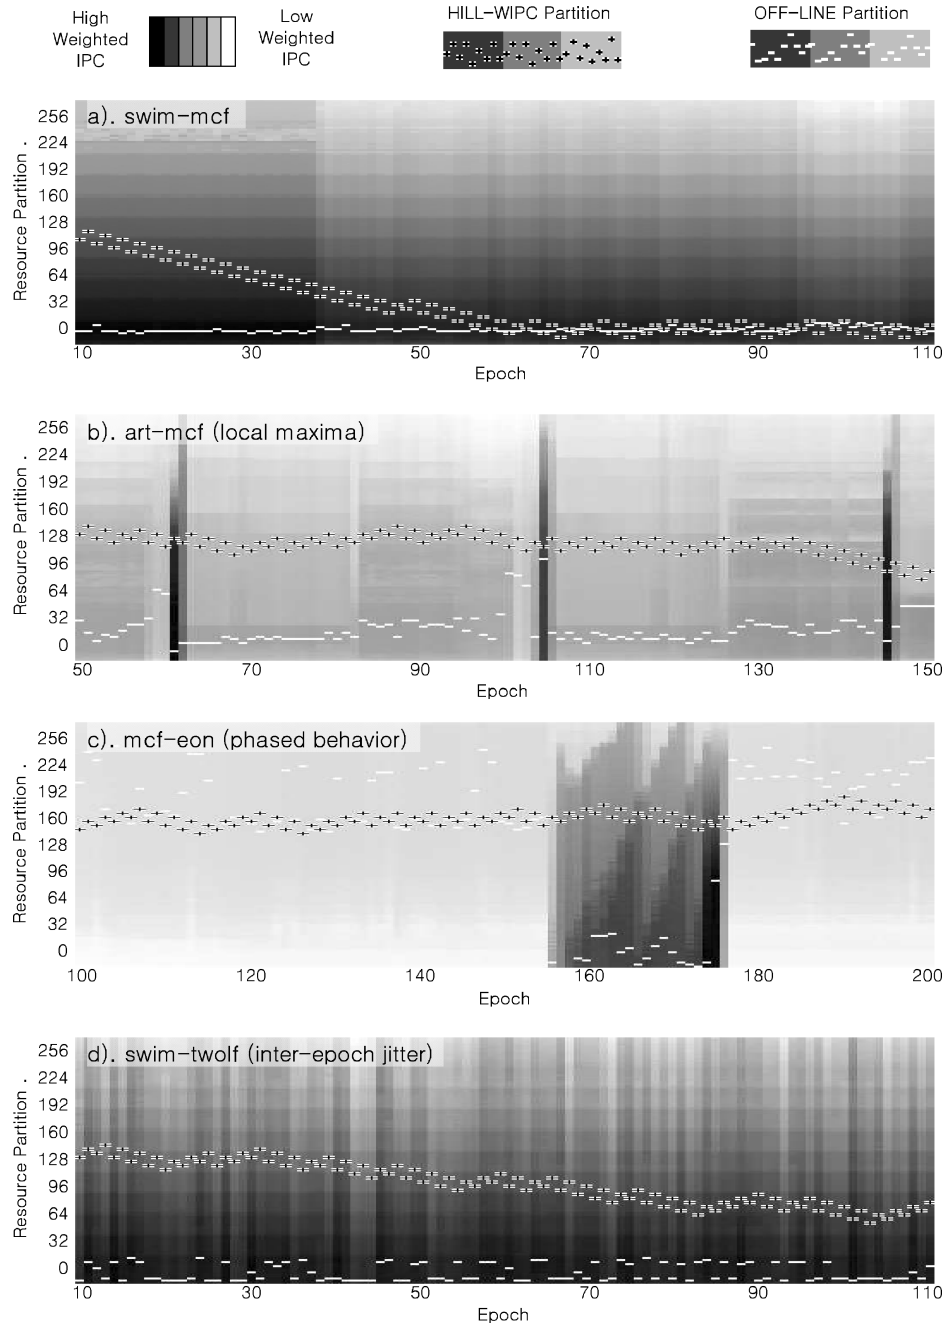 High
Weighted
IPC
Low
Weighted
IPC
HILL-WIPC Partition
OFF-LINE Partition
a). swim-mcf
Resource Partition .
256
224
192
160
128
96
64
32
0
10 30 50 70 90 110
Epoch
b). art-mcf (local maxima)
Resource Partition .
256
224
192
160
128
96
64
32
0
50 70 90 110 130 150
Epoch
c). mcf-eon (phased behavior)
Resource Partition .
256
224
192
160
128
96
64
32
0
100 120 140 160 180 200
Epoch
d). swim-twolf (inter-epoch jitter)
Resource Partition .
256
224
192
160
128
96
64
32
0
10 30 50 70 90 110
Epoch